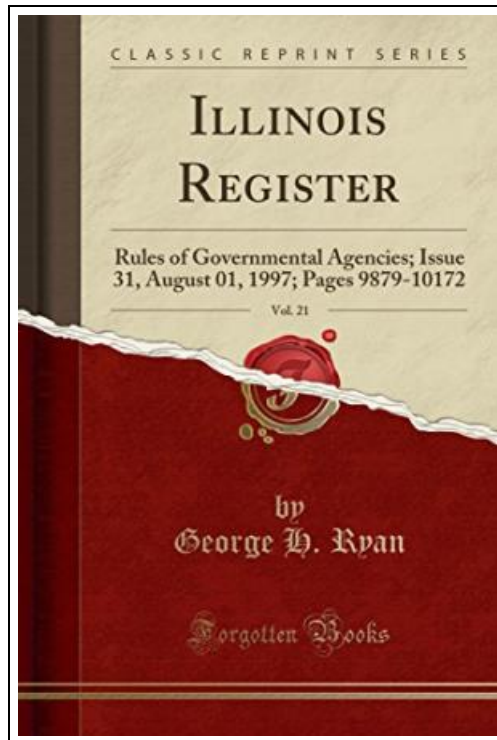 CLASSIC REPRINT SERIES
ILLINOIS
REGISTER
Rules of Governmental Agencies; Issue
31, August 01, 1997; Pages 9879-10172
Vol. 21
by
George H. Ryan
Forgotten Books